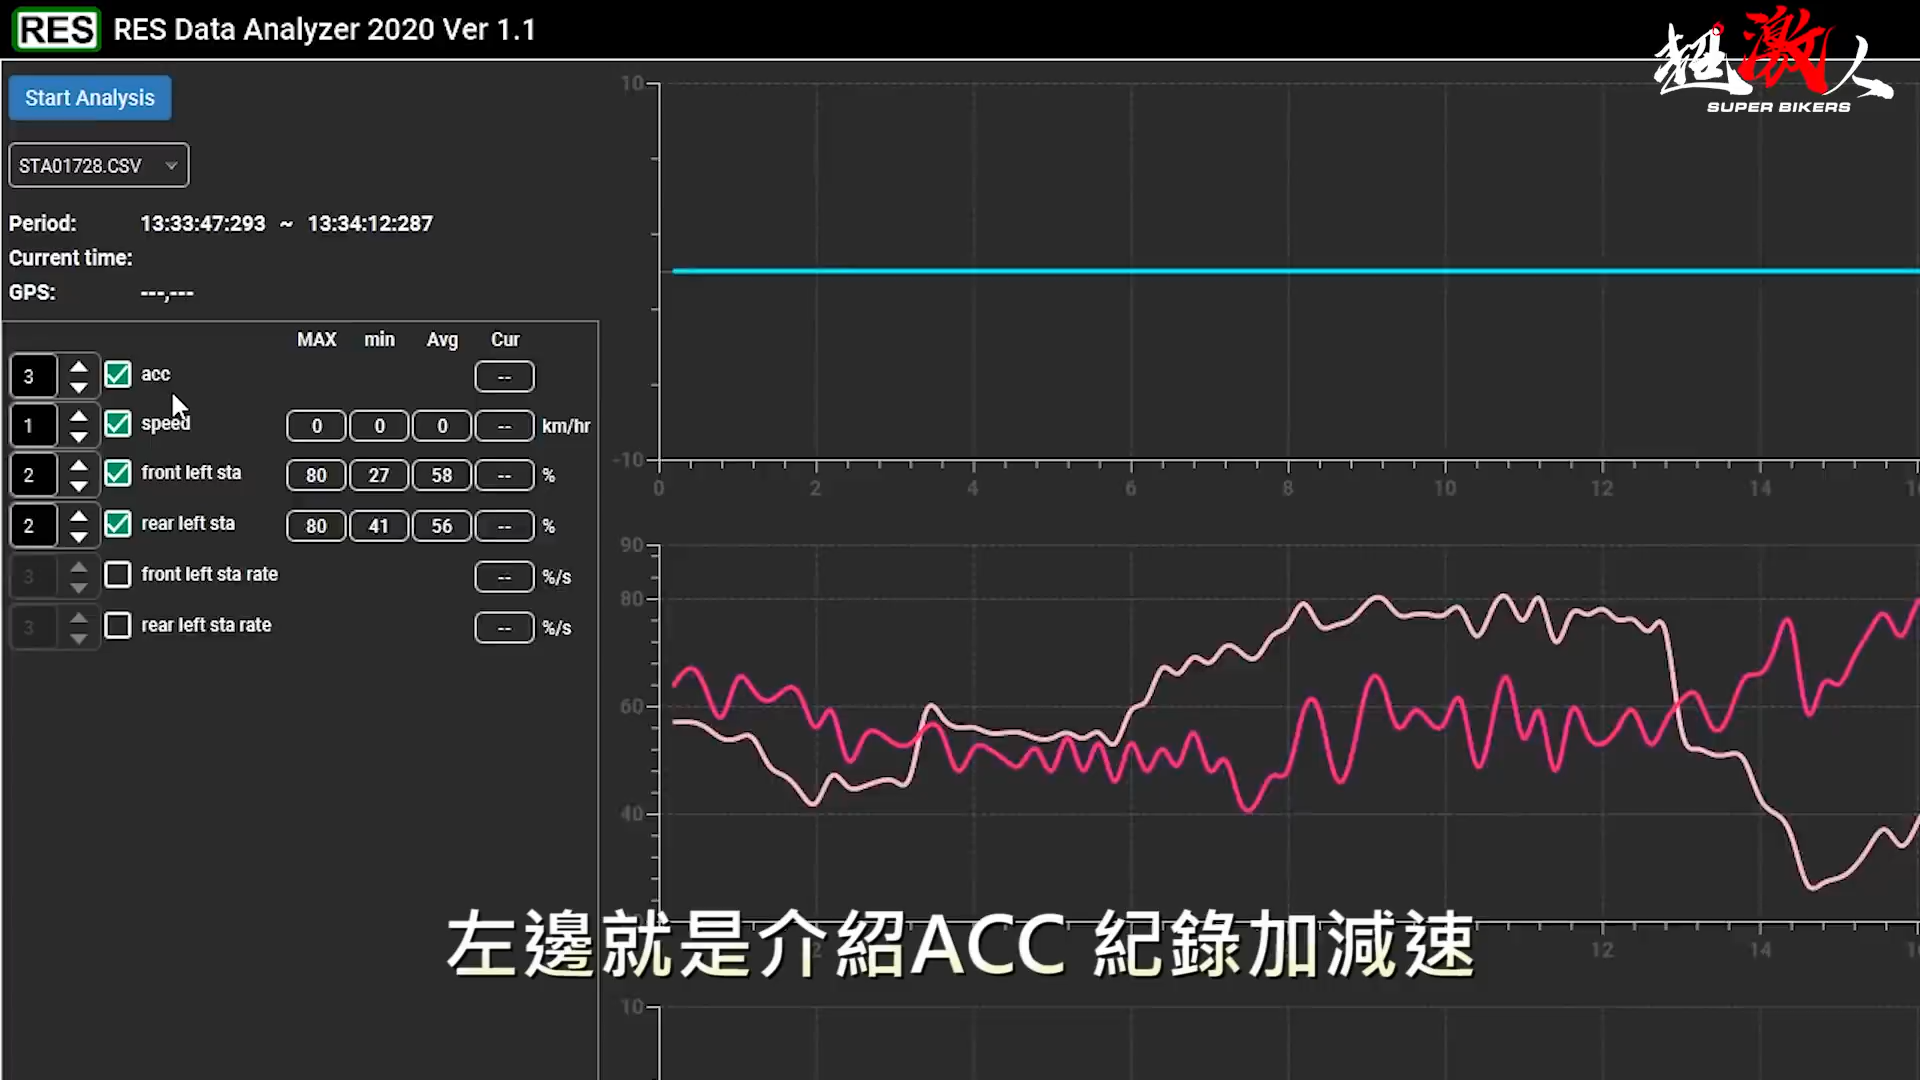 RES RES Data Analyzer 2020 Ver 1.1
超激人
SUPER BIKERS
Start Analysis
STA01728.CSV
Period: 13:33:47:293 ~ 13:34:12:287
Current time:
GPS: ---,---
MAX min Avg Cur
3 acc --
1 speed 0 0 0 -- km/hr
2 front left sta 80 27 58 -- %
2 rear left sta 80 41 56 -- %
3 front left sta rate -- %/s
3 rear left sta rate -- %/s
10
-10
0 2 4 6 8 10 12 14
90
80
60
40
12 14
10
左邊就是介紹ACC 紀錄加減速